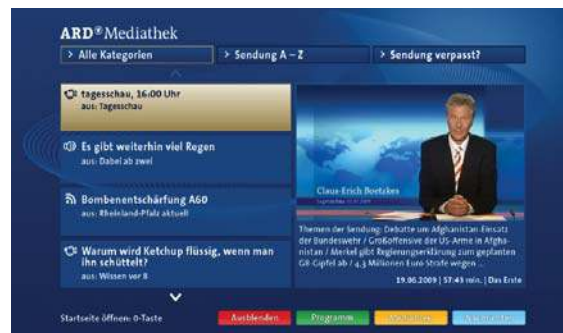 ARD Mediathek
> Alle Kategorien
> Sendung A – Z
> Sendung verpasst?
tagesschau, 16:00 Uhr
aus: Tagesschau
Es gibt weiterhin viel Regen
aus: Dabei ab zwei
Bombenentschärfung A60
aus: Rheinland-Pfalz aktuell
Warum wird Ketchup flüssig, wenn man
ihn schüttelt?
aus: Wissen vor 8
Claus-Erich Boetzkes
Themen der Sendung: Debatte um Afghanistan-Einsatz
der Bundeswehr / Großoffensive der US-Arme in Afgha-
nistan / Merkel gibt Regierungserklärung zum geplanten
G8-Gipfel ab / 4,3 Millionen Euro Strafe wegen ...
19.06.2009 | 57:43 min. | Das Erste
Startseite öffnen: 0-Taste
Ausblenden
Programm